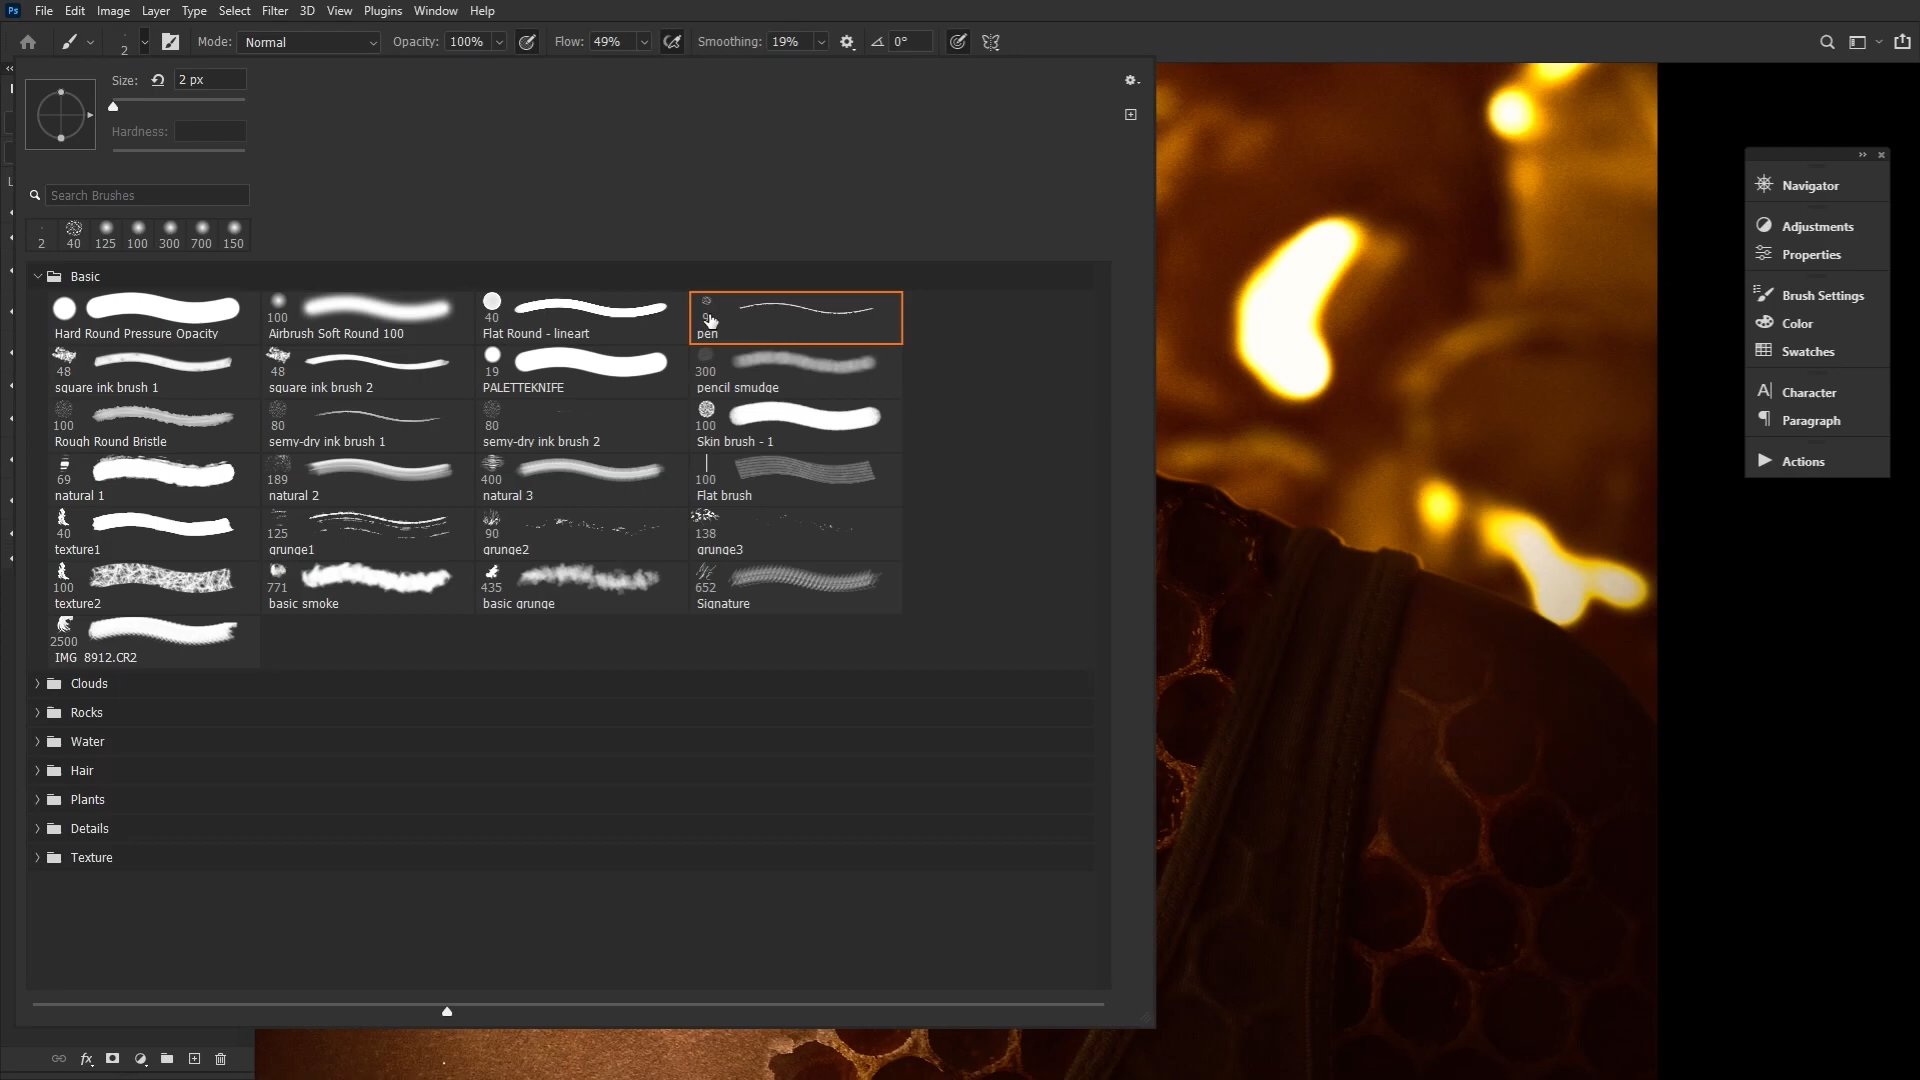 Ps File Edit Image Layer Type Select Filter 3D View Plugins Window Help
2 Mode: Normal Opacity: 100% Flow: 49% Smoothing: 19% 0°
Size: 2 px
Hardness:
Search Brushes
2 40 125 100 300 700 150
Basic
Hard Round Pressure Opacity
100 Airbrush Soft Round 100
40 Flat Round - lineart
pen
48 square ink brush 1
48 square ink brush 2
19 PALETTEKNIFE
300 pencil smudge
100 Rough Round Bristle
80 semy-dry ink brush 1
80 semy-dry ink brush 2
100 Skin brush - 1
69 natural 1
189 natural 2
400 natural 3
100 Flat brush
40 texture1
125 grunge1
90 grunge2
138 grunge3
100 texture2
771 basic smoke
435 basic grunge
652 Signature
2500 IMG 8912.CR2
Clouds
Rocks
Water
Hair
Plants
Details
Texture
fx
Navigator
Adjustments
Properties
Brush Settings
Color
Swatches
Character
Paragraph
Actions